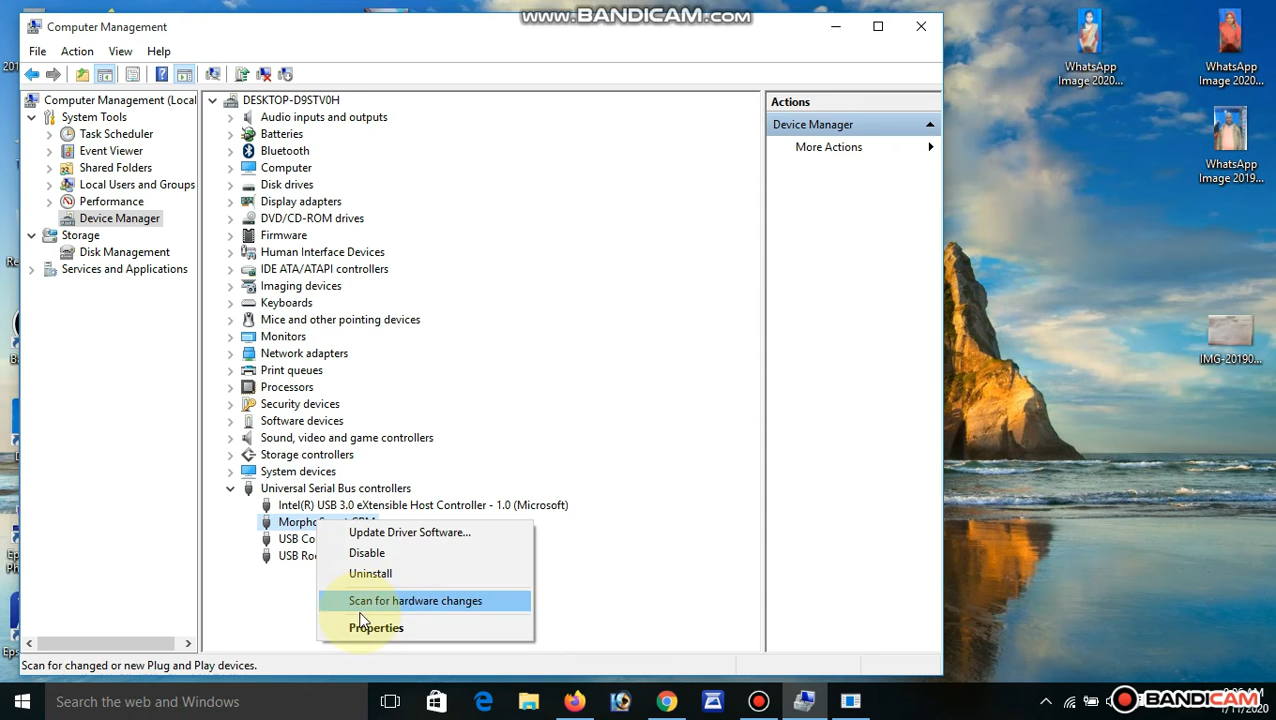 www.BANDICAM.com
Computer Management
File Action View Help
Computer Management (Local
System Tools
Task Scheduler
Event Viewer
Shared Folders
Local Users and Groups
Performance
Device Manager
Storage
Disk Management
Services and Applications
DESKTOP-D9STV0H
Audio inputs and outputs
Batteries
Bluetooth
Computer
Disk drives
Display adapters
DVD/CD-ROM drives
Firmware
Human Interface Devices
IDE ATA/ATAPI controllers
Imaging devices
Keyboards
Mice and other pointing devices
Monitors
Network adapters
Print queues
Processors
Security devices
Software devices
Sound, video and game controllers
Storage controllers
System devices
Universal Serial Bus controllers
Intel(R) USB 3.0 eXtensible Host Controller - 1.0 (Microsoft)
USB Co
USB Roo
Update Driver Software...
Disable
Uninstall
Scan for hardware changes
Properties
Actions
Device Manager
More Actions
Scan for changed or new Plug and Play devices.
WhatsApp
Image 2020...
WhatsApp
Image 2020...
WhatsApp
Image 2019...
IMG-20190...
Search the web and Windows
BANDICAM
1/11/2020